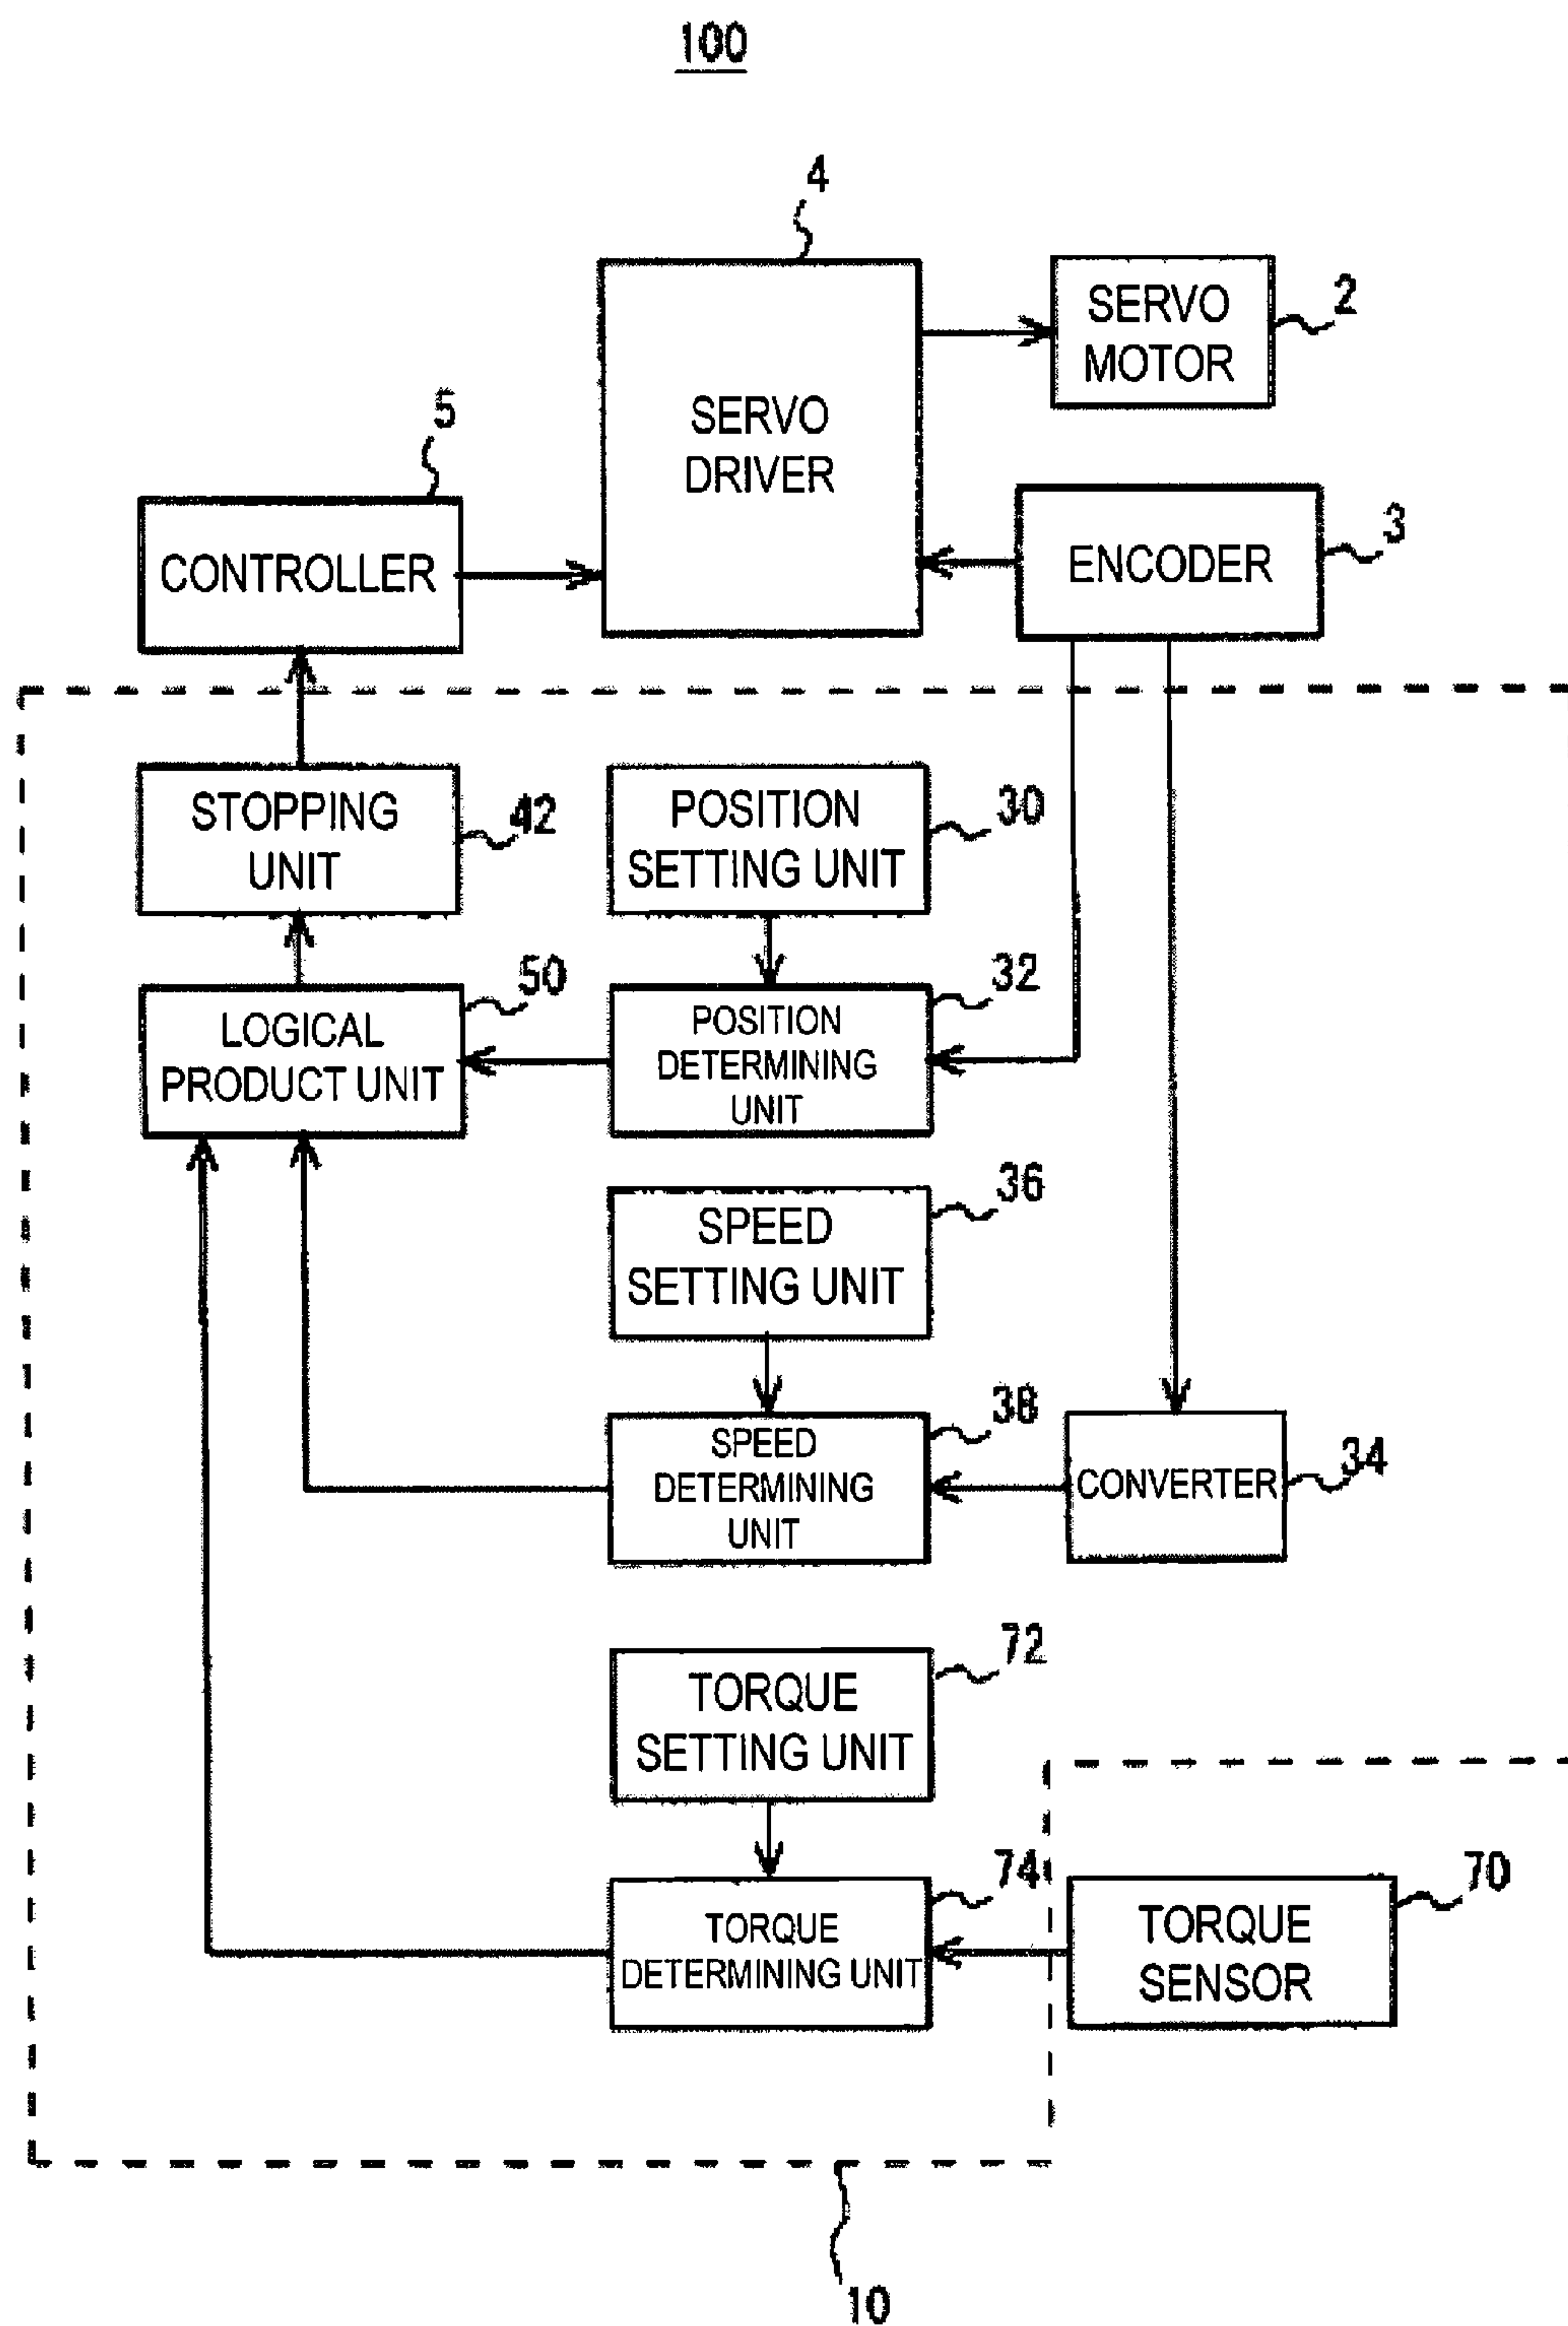 100
4
SERVO
MOTOR
2
SERVO
DRIVER
5
CONTROLLER
ENCODER
3
STOPPING
UNIT
42
POSITION
SETTING UNIT
30
LOGICAL
PRODUCT UNIT
50
POSITION
DETERMINING
UNIT
32
SPEED
SETTING UNIT
36
SPEED
DETERMINING
UNIT
38
CONVERTER
34
TORQUE
SETTING UNIT
72
TORQUE
DETERMINING UNIT
74
TORQUE
SENSOR
70
10